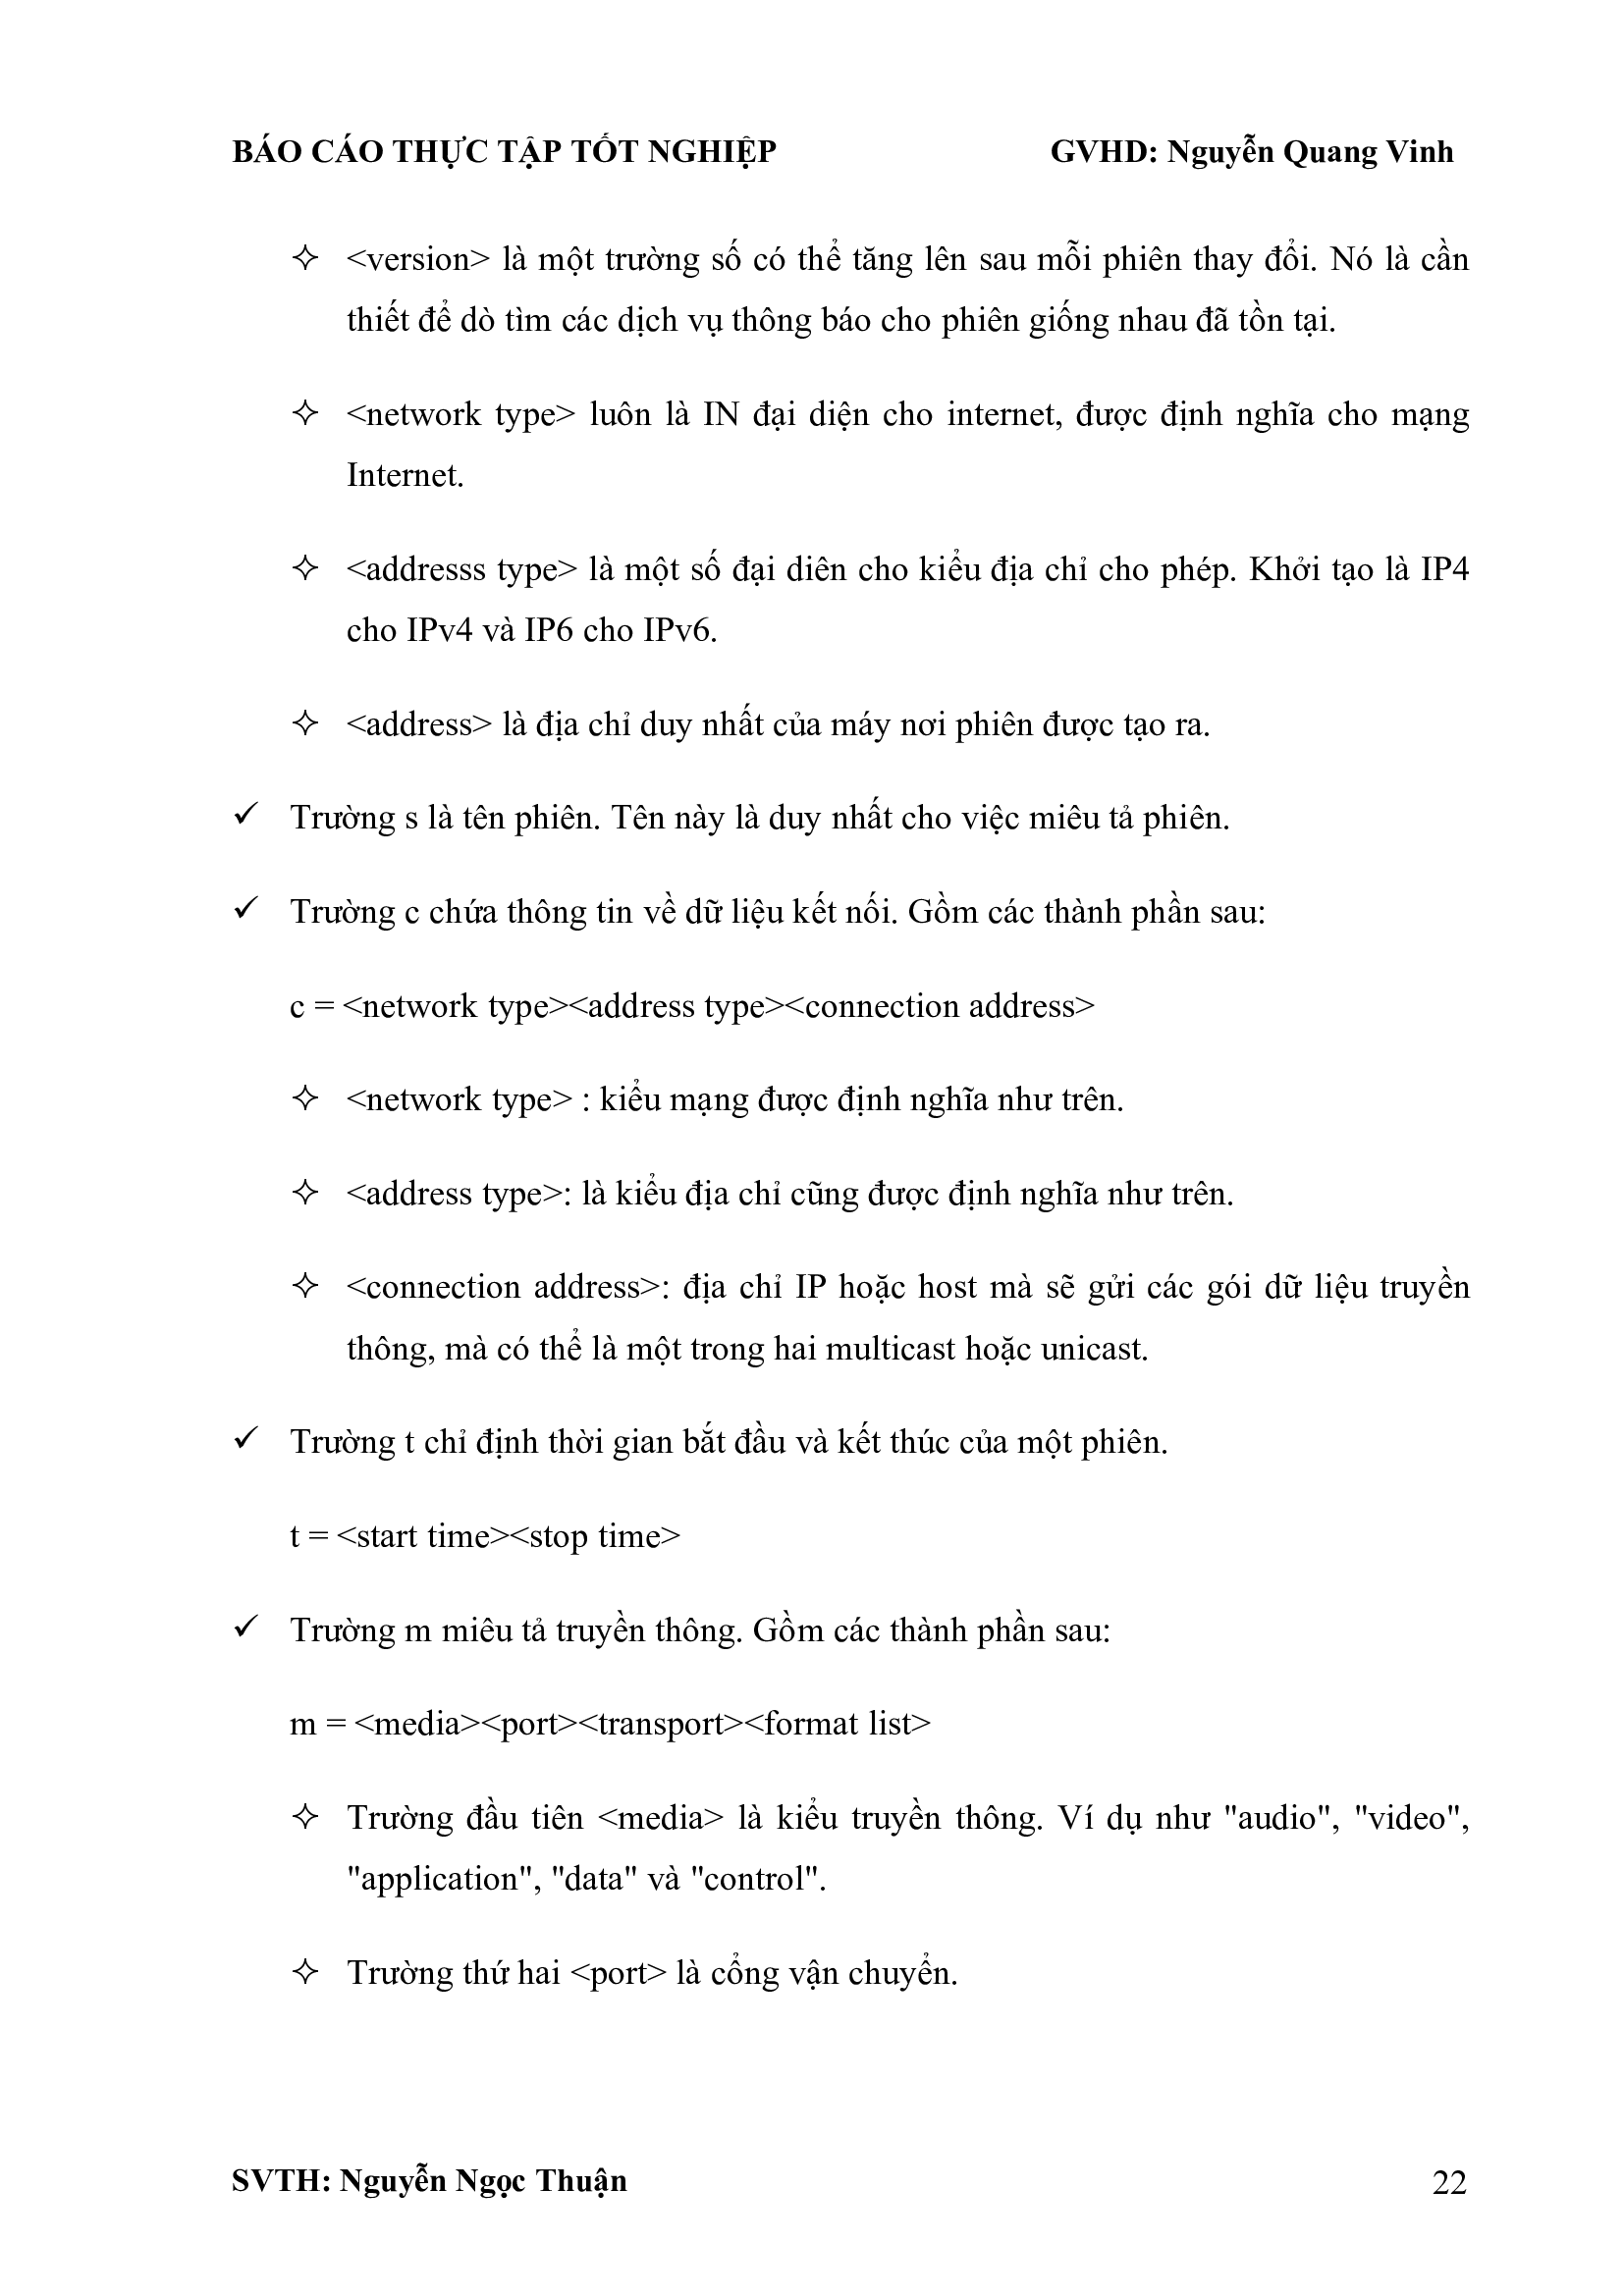 BÁO CÁO THỰC TẬP TỐT NGHIỆP GVHD: Nguyễn Quang Vinh
✧ <version> là một trường số có thể tăng lên sau mỗi phiên thay đổi. Nó là cần
thiết để dò tìm các dịch vụ thông báo cho phiên giống nhau đã tồn tại.
✧ <network type> luôn là IN đại diện cho internet, được định nghĩa cho mạng
Internet.
✧ <addresss type> là một số đại diên cho kiểu địa chỉ cho phép. Khởi tạo là IP4
cho IPv4 và IP6 cho IPv6.
✧ <address> là địa chỉ duy nhất của máy nơi phiên được tạo ra.
✓ Trường s là tên phiên. Tên này là duy nhất cho việc miêu tả phiên.
✓ Trường c chứa thông tin về dữ liệu kết nối. Gồm các thành phần sau:
c = <network type><address type><connection address>
✧ <network type> : kiểu mạng được định nghĩa như trên.
✧ <address type>: là kiểu địa chỉ cũng được định nghĩa như trên.
✧ <connection address>: địa chỉ IP hoặc host mà sẽ gửi các gói dữ liệu truyền
thông, mà có thể là một trong hai multicast hoặc unicast.
✓ Trường t chỉ định thời gian bắt đầu và kết thúc của một phiên.
t = <start time><stop time>
✓ Trường m miêu tả truyền thông. Gồm các thành phần sau:
m = <media><port><transport><format list>
✧ Trường đầu tiên <media> là kiểu truyền thông. Ví dụ như "audio", "video",
"application", "data" và "control".
✧ Trường thứ hai <port> là cổng vận chuyển.
SVTH: Nguyễn Ngọc Thuận 22